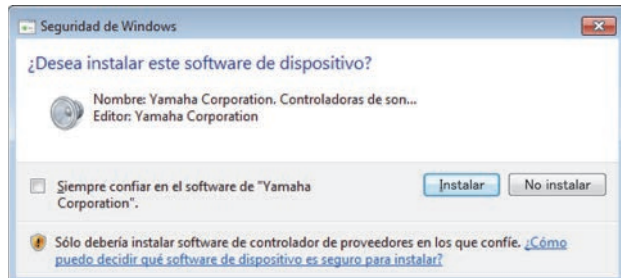 Seguridad de Windows
¿Desea instalar este software de dispositivo?
Nombre: Yamaha Corporation. Controladoras de son...
Editor: Yamaha Corporation
Siempre confiar en el software de "Yamaha
Corporation".
Instalar
No instalar
Sólo debería instalar software de controlador de proveedores en los que confíe. ¿Cómo
puedo decidir qué software de dispositivo es seguro para instalar?